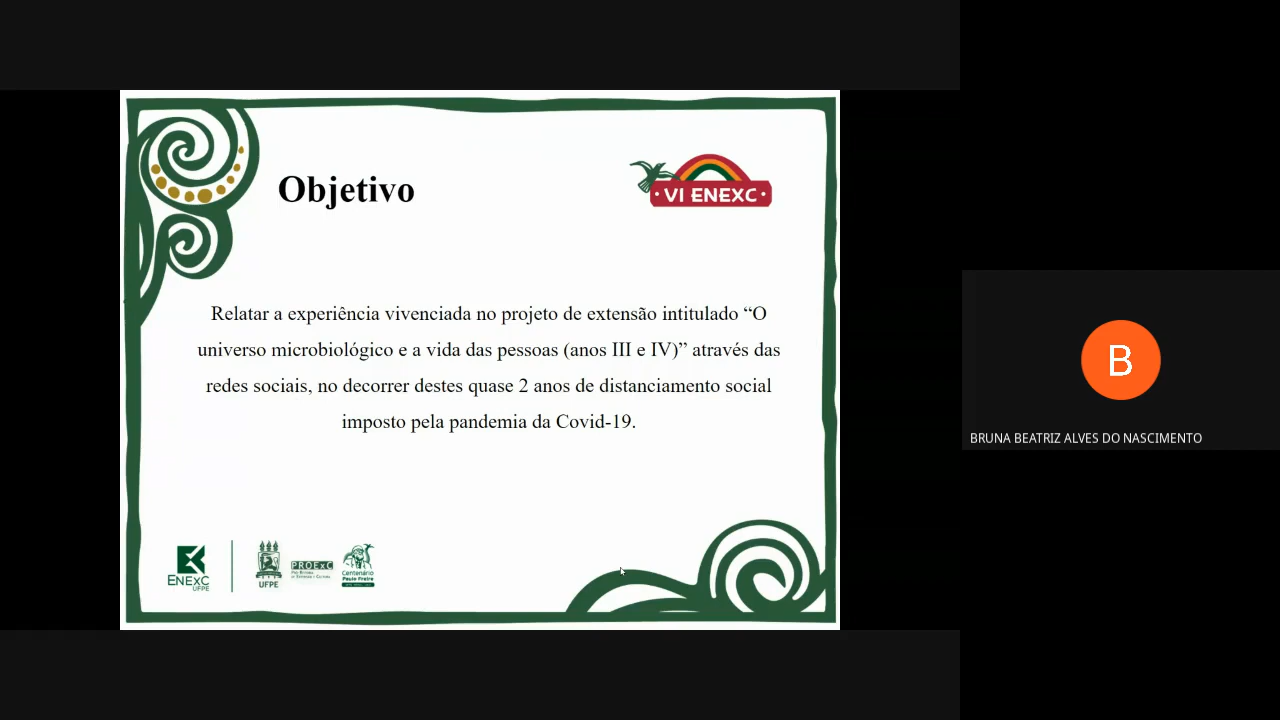 Objetivo
VI ENEXC
Relatar a experiência vivenciada no projeto de extensão intitulado “O
universo microbiológico e a vida das pessoas (anos III e IV)” através das
redes sociais, no decorrer destes quase 2 anos de distanciamento social
imposto pela pandemia da Covid-19.
B
BRUNA BEATRIZ ALVES DO NASCIMENTO
ENEXC
UFPE
UFPE
PROExC
Centenário
Paulo Freire